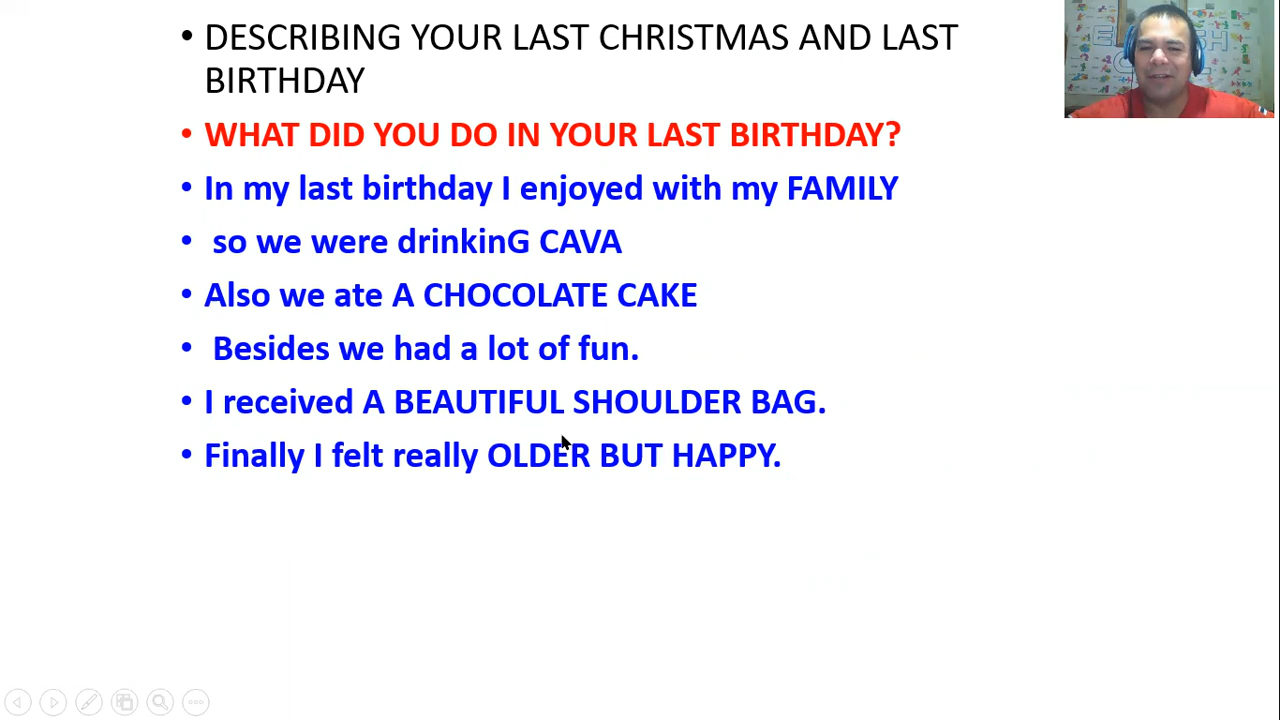 • DESCRIBING YOUR LAST CHRISTMAS AND LAST
BIRTHDAY
• WHAT DID YOU DO IN YOUR LAST BIRTHDAY?
• In my last birthday I enjoyed with my FAMILY
• so we were drinkinG CAVA
• Also we ate A CHOCOLATE CAKE
• Besides we had a lot of fun.
• I received A BEAUTIFUL SHOULDER BAG.
• Finally I felt really OLDER BUT HAPPY.